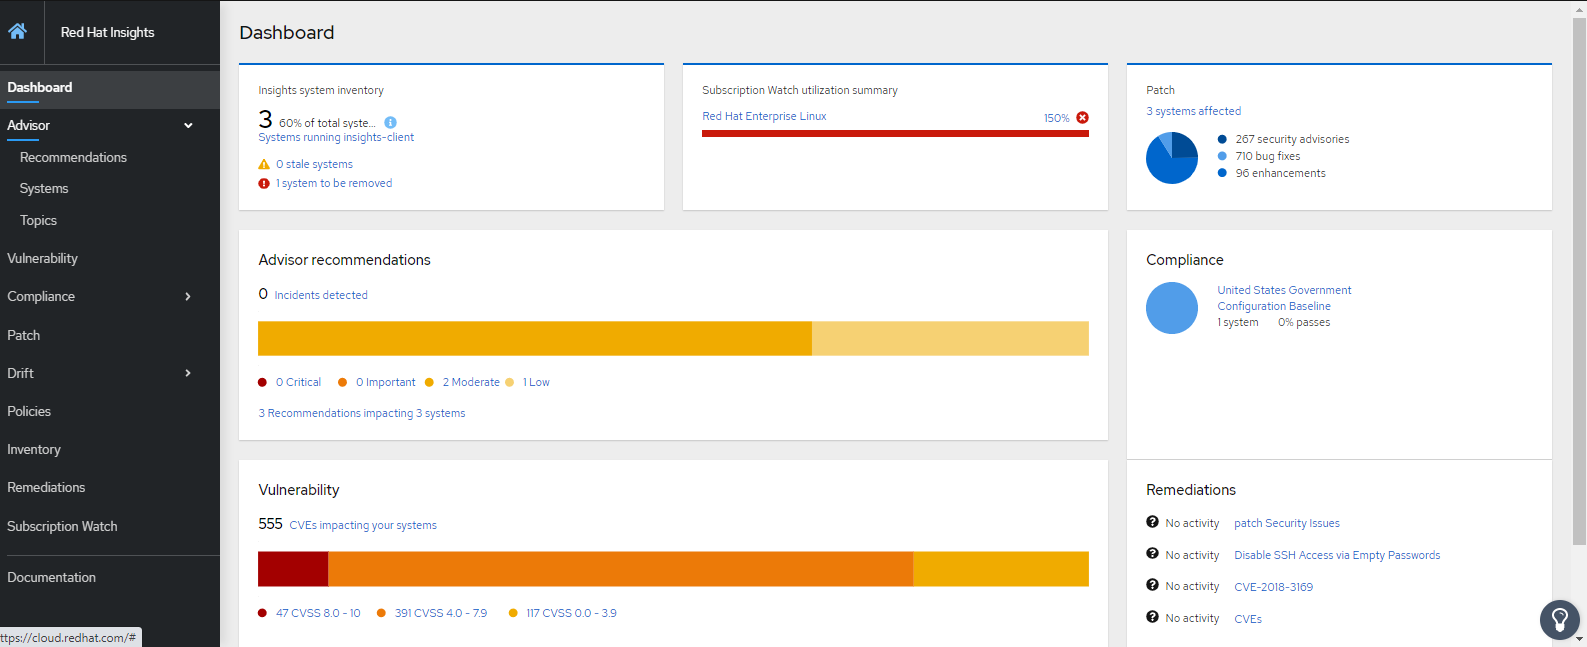 Red Hat Insights
Dashboard
Advisor
Recommendations
Systems
Topics
Vulnerability
Compliance
Patch
Drift
Policies
Inventory
Remediations
Subscription Watch
Documentation
ttps://cloud.redhat.com/#
Dashboard
Insights system inventory
3 60% of total syste...
Systems running insights-client
0 stale systems
1 system to be removed
Subscription Watch utilization summary
Red Hat Enterprise Linux 150%
Patch
3 systems affected
267 security advisories
710 bug fixes
96 enhancements
Advisor recommendations
0 Incidents detected
0 Critical 0 Important 2 Moderate 1 Low
3 Recommendations impacting 3 systems
Compliance
United States Government
Configuration Baseline
1 system 0% passes
Vulnerability
555 CVEs impacting your systems
47 CVSS 8.0 - 10 391 CVSS 4.0 - 7.9 117 CVSS 0.0 - 3.9
Remediations
No activity patch Security Issues
No activity Disable SSH Access via Empty Passwords
No activity CVE-2018-3169
No activity CVEs